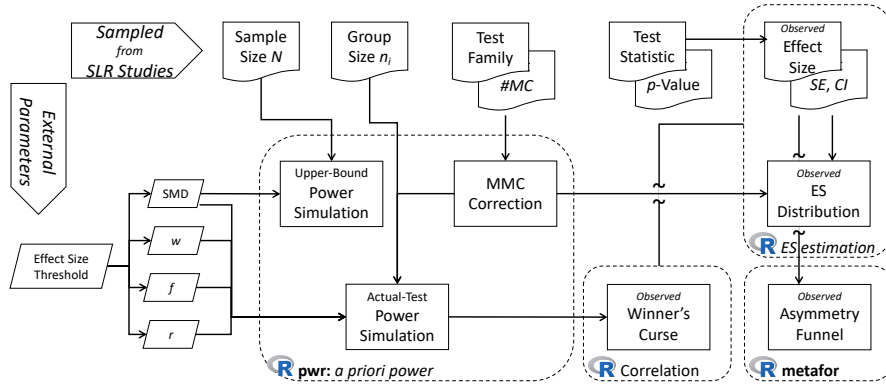 Sampled
from
SLR Studies
Sample
Size N
Group
Size nᵢ
Test
Family
#MC
Test
Statistic
p-Value
Observed
Effect
Size
SE, CI
External
Parameters
Effect Size
Threshold
SMD
w
f
r
Upper-Bound
Power
Simulation
MMC
Correction
Observed
ES
Distribution
R ES estimation
Actual-Test
Power
Simulation
Observed
Winner's
Curse
Observed
Asymmetry
Funnel
R pwr: a priori power
R Correlation
R metafor